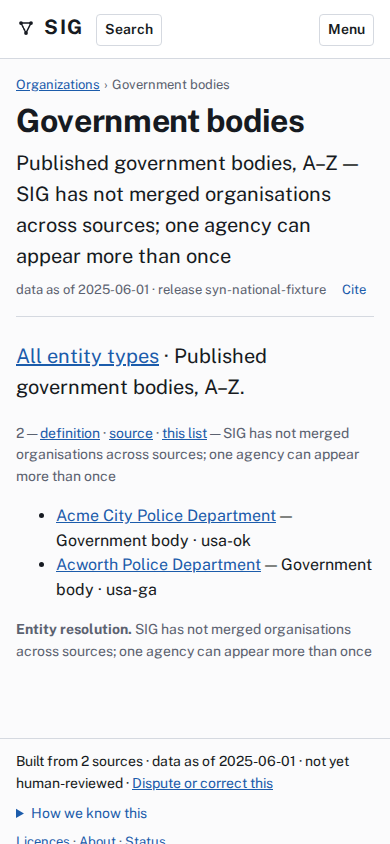 SIG Search Menu
Organizations › Government bodies
Government bodies
Published government bodies, A–Z —
SIG has not merged organisations
across sources; one agency can
appear more than once
data as of 2025-06-01 · release syn-national-fixture Cite
All entity types · Published
government bodies, A–Z.
2 — definition · source · this list — SIG has not merged
organisations across sources; one agency can appear
more than once
• Acme City Police Department —
Government body · usa-ok
• Acworth Police Department — Government
body · usa-ga
Entity resolution. SIG has not merged organisations
across sources; one agency can appear more than once
Built from 2 sources · data as of 2025-06-01 · not yet
human-reviewed · Dispute or correct this
▶ How we know this
Licences · About · Status